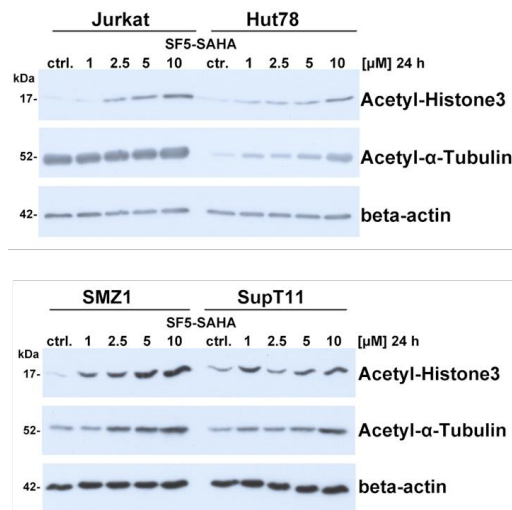 Jurkat Hut78
SF5-SAHA
ctrl. 1 2.5 5 10 ctr. 1 2.5 5 10 [µM] 24 h
kDa
17- Acetyl-Histone3
52- Acetyl-α-Tubulin
42- beta-actin
SMZ1 SupT11
SF5-SAHA
ctrl. 1 2.5 5 10 ctrl. 1 2.5 5 10 [µM] 24 h
kDa
17- Acetyl-Histone3
52- Acetyl-α-Tubulin
42- beta-actin